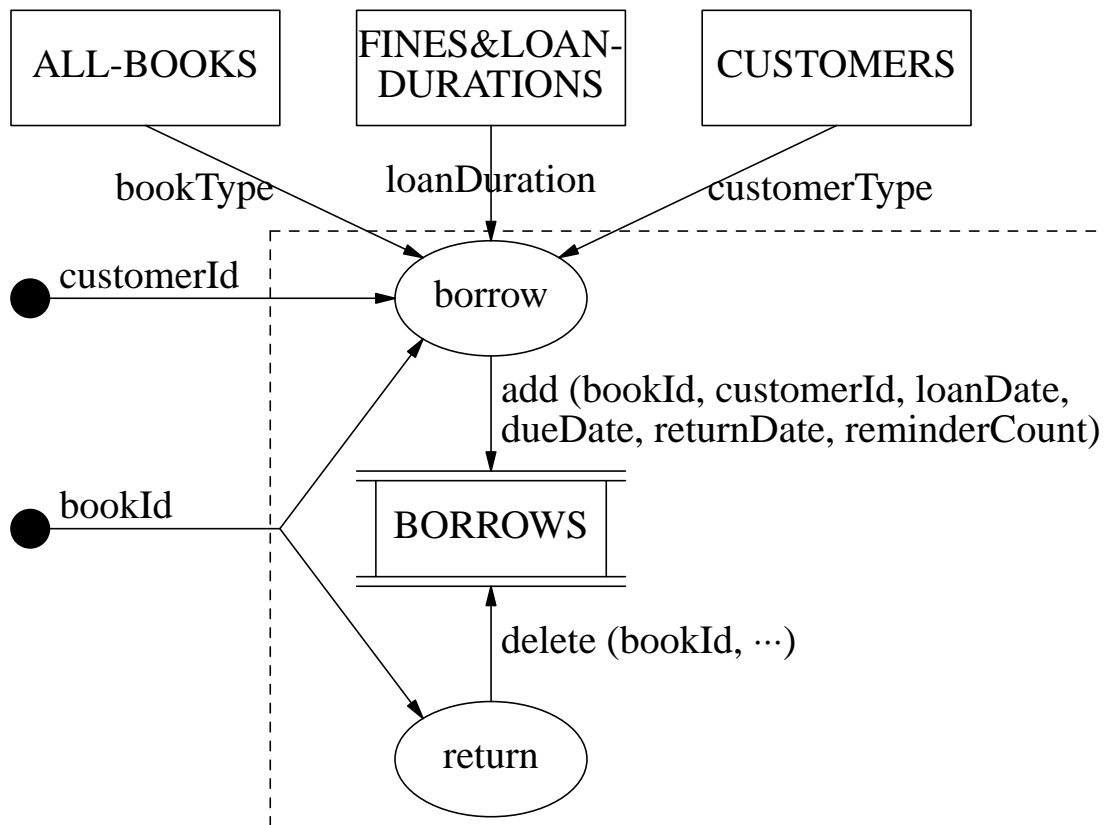 ALL-BOOKS
FINES&LOAN-
DURATIONS
CUSTOMERS
bookType
loanDuration
customerType
customerId
borrow
add (bookId, customerId, loanDate,
dueDate, returnDate, reminderCount)
bookId
BORROWS
delete (bookId, ···)
return